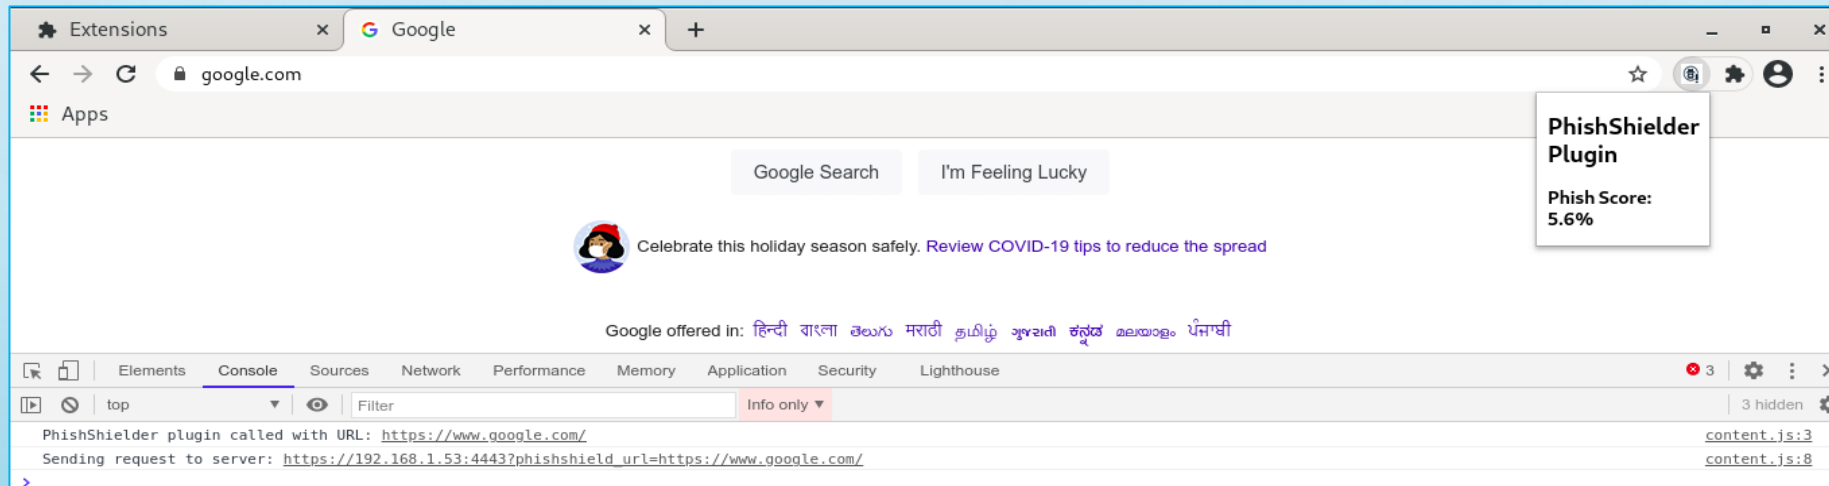 Extensions
Google
google.com
Apps
PhishShielder
Plugin
Phish Score:
5.6%
Google Search I'm Feeling Lucky
Celebrate this holiday season safely. Review COVID-19 tips to reduce the spread
Google offered in: हिन्दी বাংলা తెలుగు मराठी தமிழ் ગુજરાતી ಕನ್ನಡ മലയാളം ਪੰਜਾਬੀ
Elements Console Sources Network Performance Memory Application Security Lighthouse 3
top Filter Info only 3 hidden
PhishShielder plugin called with URL: https://www.google.com/ content.js:3
Sending request to server: https://192.168.1.53:4443?phishshield_url=https://www.google.com/ content.js:8